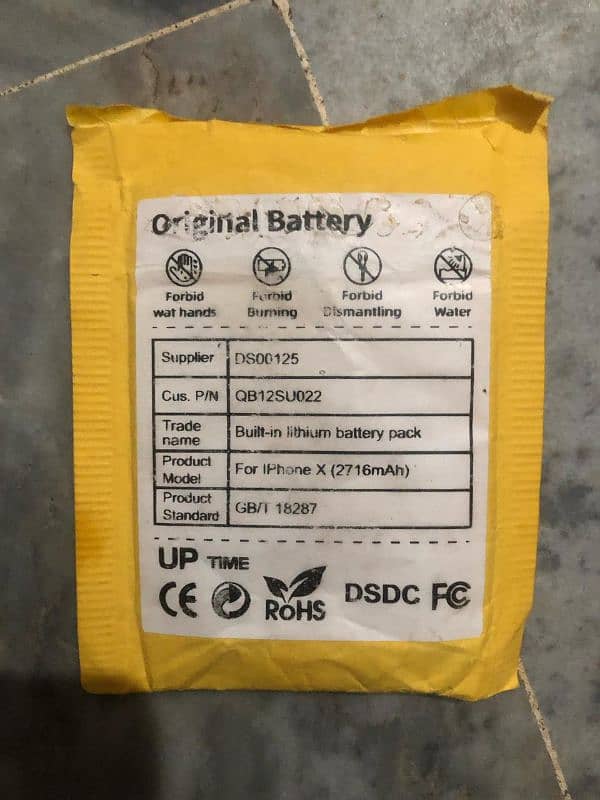 Original Battery
Forbid wat hands
Forbid Burning
Forbid Dismantling
Forbid Water
Supplier DS00125
Cus. P/N QB12SU022
Trade name Built-in lithium battery pack
Product Model For IPhone X (2716mAh)
Product Standard GB/T 18287
UP TIME
CE RoHS DSDC FC